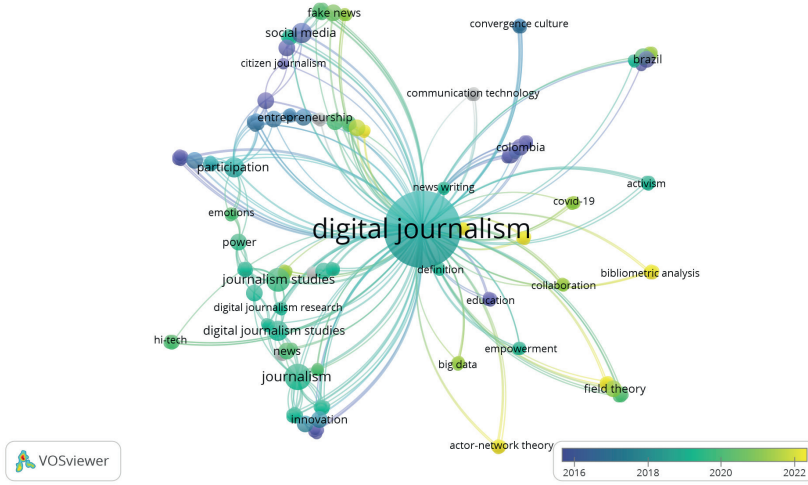 fake news
convergence culture
social media
citizen journalism
brazil
communication technology
entrepreneurship
colombia
participation
news writing
activism
covid-19
emotions
digital journalism
power
definition
bibliometric analysis
journalism studies
collaboration
education
digital journalism research
digital journalism studies
hi-tech
news
empowerment
big data
journalism
field theory
innovation
actor-network theory
VOSviewer
2016 2018 2020 2022